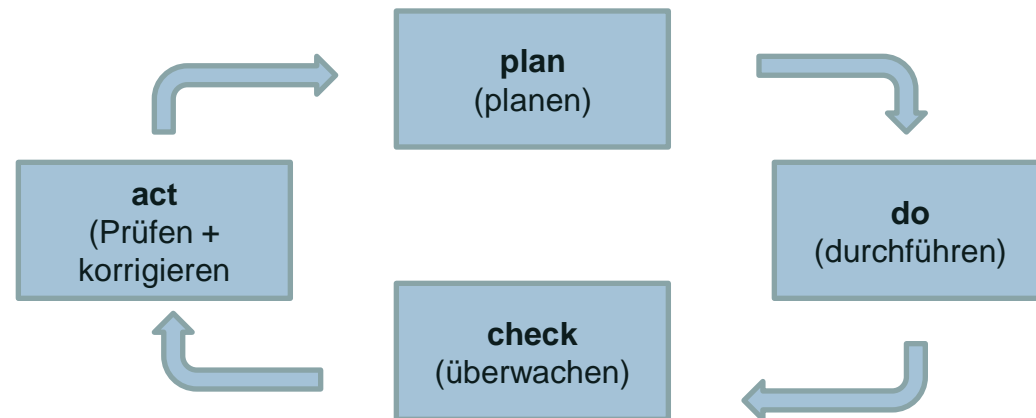 plan
(planen)
do
(durchführen)
check
(überwachen)
act
(Prüfen +
korrigieren